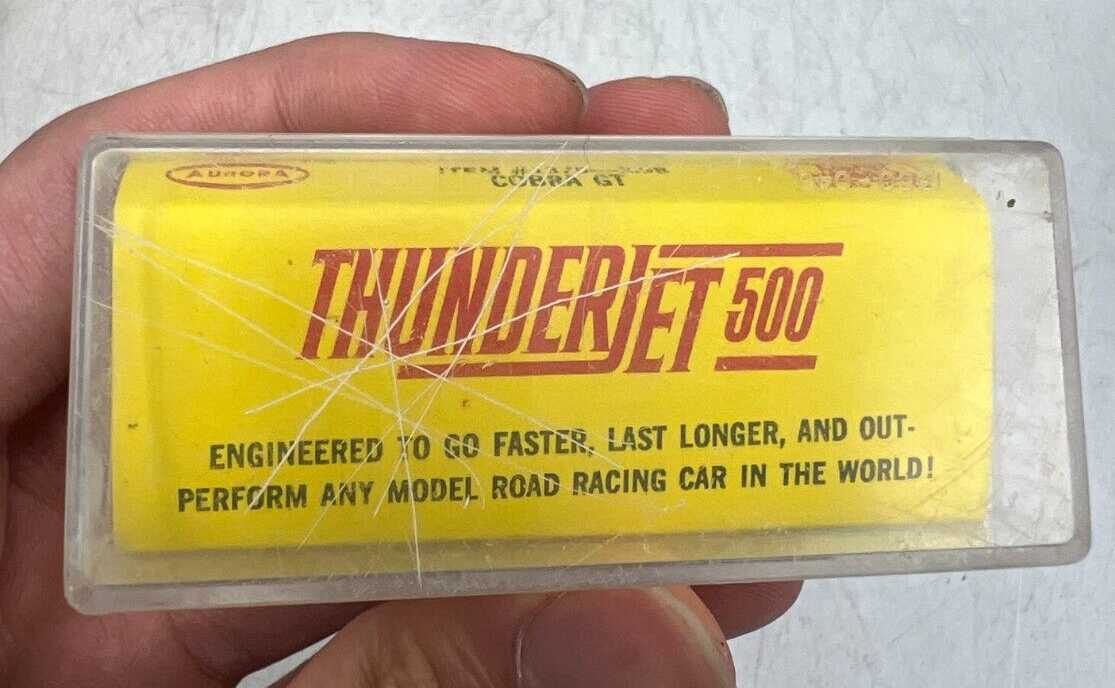 AURORA
COBRA GT
THUNDERJET 500
ENGINEERED TO GO FASTER, LAST LONGER, AND OUT-
PERFORM ANY MODEL ROAD RACING CAR IN THE WORLD!